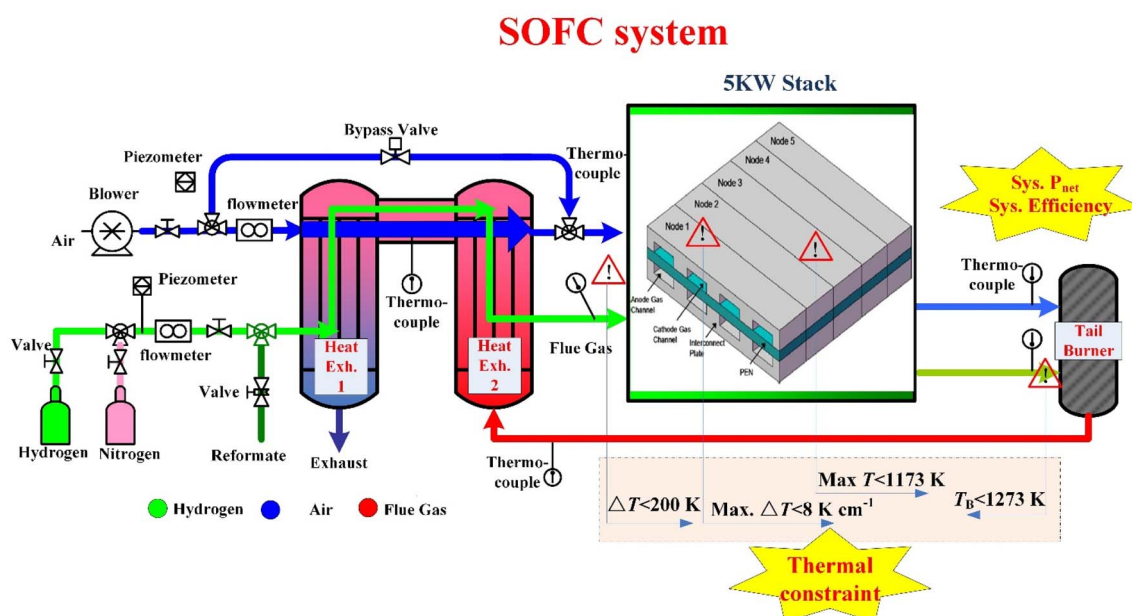 SOFC system
5KW Stack
Bypass Valve
Piezometer
Blower
flowmeter
Air
Thermo-
couple
Node 5
Node 4
Node 3
Node 2
Node 1
!
!
!
Anode Gas
Channel
Cathode Gas
Channel
Interconnect
Plate
PEN
Sys. Pnet
Sys. Efficiency
Thermo-
couple
Tail
Burner
!
Piezometer
Thermo-
couple
Flue Gas
Valve
flowmeter
Valve
Heat
Exh.
1
Heat
Exh.
2
Hydrogen
Nitrogen
Reformate
Exhaust
Thermo-
couple
Hydrogen
Air
Flue Gas
△T<200 K
Max. △T<8 K cm⁻¹
Max T<1173 K
TB<1273 K
Thermal
constraint